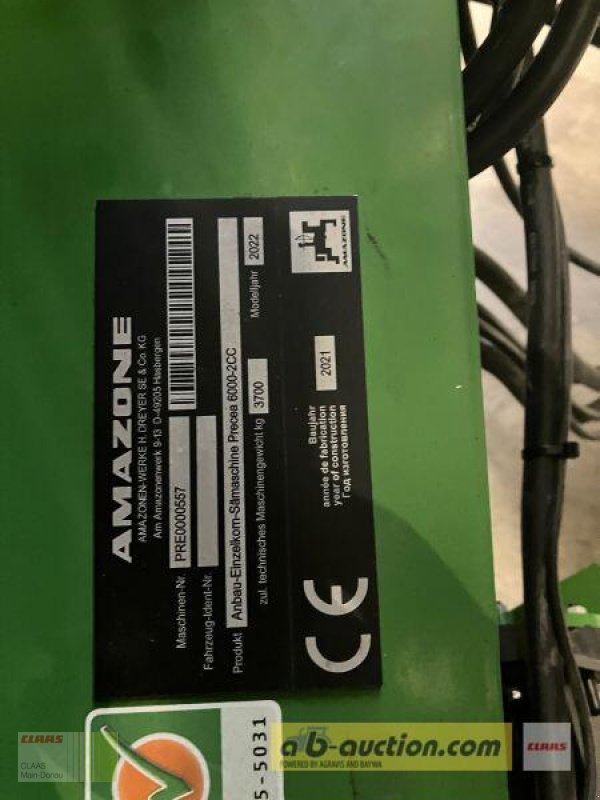 AMAZONE
AMAZONEN-WERKE H. DREYER SE & Co. KG
Am Amazonenwerk 9-13 D-49205 Hasbergen
Maschinen-Nr. PRE0000557
Fahrzeug-Ident-Nr.
Produkt Anbau-Einzelkorn-Sämaschine Precea 6000-2CC
zul. technisches Maschinengewicht kg 3700 Modelljahr 2022
CE
Baujahr
année de fabrication
year of construction
Год изготовления
2021
AMAZONE
5-5031
CLAAS
CLAAS
Main-Donau
a b-auction.com
POWERED BY AGRAVIS AND BAYWA
CLAAS